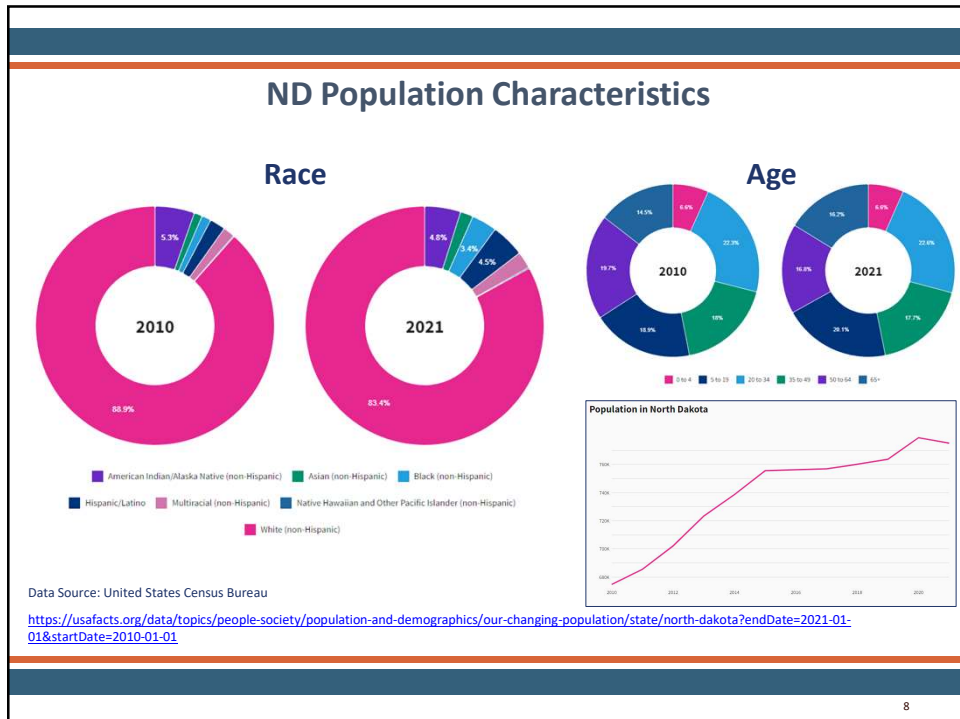 ND Population Characteristics
Race
5.3%
2010
88.9%
4.8%
3.4%
4.5%
2021
83.4%
American Indian/Alaska Native (non-Hispanic) Asian (non-Hispanic) Black (non-Hispanic)
Hispanic/Latino Multiracial (non-Hispanic) Native Hawaiian and Other Pacific Islander (non-Hispanic)
White (non-Hispanic)
Age
14.5% 6.6%
22.3%
19.7%
2010
18.9% 18%
16.2% 6.6%
22.6%
16.8%
2021
20.1% 17.7%
0 to 4 5 to 19 20 to 34 35 to 49 50 to 64 65+
Population in North Dakota
760K
740K
720K
700K
680K
2010 2012 2014 2016 2018 2020
Data Source: United States Census Bureau
https://usafacts.org/data/topics/people-society/population-and-demographics/our-changing-population/state/north-dakota?endDate=2021-01-
01&startDate=2010-01-01
8